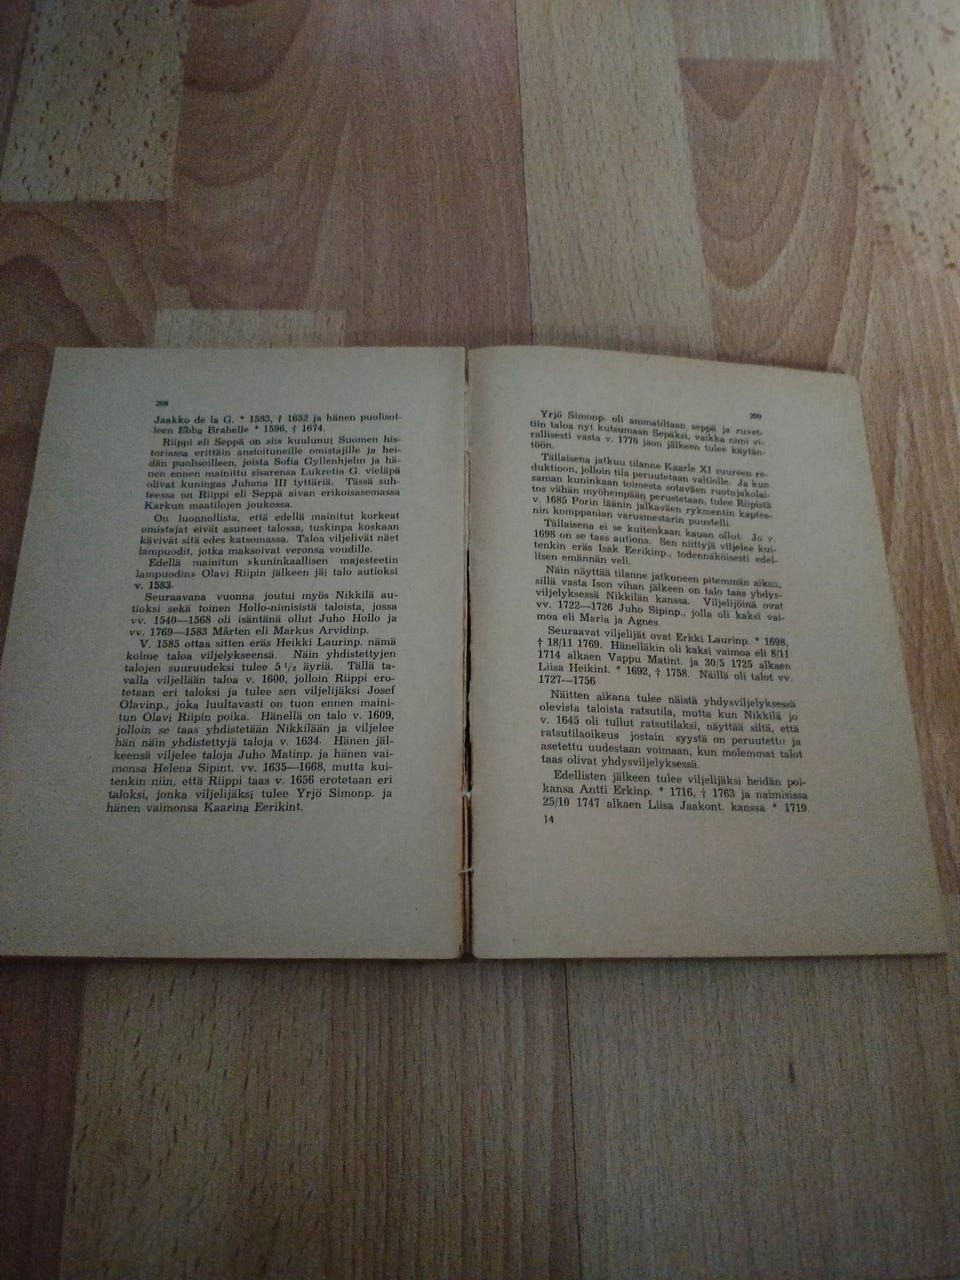 208
Jaakko de la G. * 1583, † 1652 ja hänen puolisol-
leen Ebba Brahelle * 1596, † 1674.
Riippi eli Seppä on siis kuulunut Suomen his-
toriassa erittäin ansioituneille omistajille ja hei-
dän puolisoilleen, joista Sofia Gyllenhjelm ja hä-
nen ennen mainittu sisarensa Lukretia G. vieläpä
olivat kuningas Juhana III tyttäriä. Tässä suh-
teessa on Riippi eli Seppä aivan erikoisasemassa
Karkun maatilojen joukossa.
On luonnollista, että edellä mainitut korkeat
omistajat eivät asuneet talossa, tuskinpa koskaan
kävivät sitä edes katsomassa. Taloa viljelivät näet
lampuodit, jotka maksoivat veronsa voudille.
Edellä mainitun »kuninkaallisen majesteetin
lampuodin» Olavi Riipin jälkeen jäi talo autioksi
v. 1583.
Seuraavana vuonna joutui myös Nikkilä au-
tioksi sekä toinen Hollo-nimisistä taloista, jossa
vv. 1540—1568 oli isäntänä ollut Juho Hollo ja
vv. 1769—1583 Mårten eli Markus Arvidinp.
V. 1585 ottaa sitten eräs Heikki Laurinp. nämä
kolme taloa viljelykseensä. Näin yhdistettyjen
talojen suuruudeksi tulee 5 1/2 äyriä. Tällä ta-
valla viljellään taloa v. 1600, jolloin Riippi ero-
tetaan eri taloksi ja tulee sen viljelijäksi Josef
Olavinp., joka luultavasti on tuon ennen maini-
tun Olavi Riipin poika. Hänellä on talo v. 1609,
jolloin se taas yhdistetään Nikkilään ja viljelee
hän näin yhdistettyjä taloja v. 1634. Hänen jäl-
keensä viljelee taloja Juho Matinp. ja hänen vai-
monsa Helena Sipint. vv. 1635—1668, mutta kui-
tenkin niin, että Riippi taas v. 1656 erotetaan eri
taloksi, jonka viljelijäksi tulee Yrjö Simonp. ja
hänen vaimonsa Kaarina Eerikint.
209
Yrjö Simonp. oli ammatiltaan seppä ja ruvet-
tiin taloa nyt kutsumaan Sepäksi, vaikka nimi vi-
rallisesti vasta v. 1770 jaon jälkeen tulee käytän-
töön.
Tällaisena jatkuu tilanne Kaarle XI suureen re-
duktioon, jolloin tila peruutetaan valtiolle. Ja kun
saman kuninkaan toimesta sotaväen ruotujakolai-
tos vähän myöhempään perustetaan, tulee Riipistä
v. 1685 Porin läänin jalkaväen rykmentin kaptee-
nin komppanian varusmestarin puustelli.
Tällaisena ei se kuitenkaan kauan ollut. Jo v.
1698 on se taas autiona. Sen niittyjä viljelee kui-
tenkin eräs Isak Eerikinp., todennäköisesti edel-
lisen emännän veli.
Näin näyttää tilanne jatkuneen pitemmän aikaa,
sillä vasta Ison vihan jälkeen on talo taas yhdys-
viljelyksessä Nikkilän kanssa. Viljelijöinä ovat
vv. 1722—1726 Juho Sipinp., jolla oli kaksi vai-
moa eli Maria ja Agnes.
Seuraavat viljelijät ovat Erkki Laurinp. * 1698,
† 18/11 1769. Hänelläkin oli kaksi vaimoa eli 8/11
1714 alkaen Vappu Matint. ja 30/5 1725 alkaen
Liisa Heikint. * 1692, † 1758. Näillä oli talot vv.
1727—1756.
Näitten aikana tulee näistä yhdysviljelyksessä
olevista taloista ratsutila, mutta kun Nikkilä jo
v. 1645 oli tullut ratsutilaksi, näyttää siltä, että
ratsutilaoikeus jostain syystä on peruutettu ja
asetettu uudestaan voimaan, kun molemmat talot
taas olivat yhdysviljelyksessä.
Edellisten jälkeen tulee viljelijäksi heidän poi-
kansa Antti Erkinp. * 1716, † 1763 ja naimisissa
25/10 1747 alkaen Liisa Jaakont. kanssa * 1719.
14